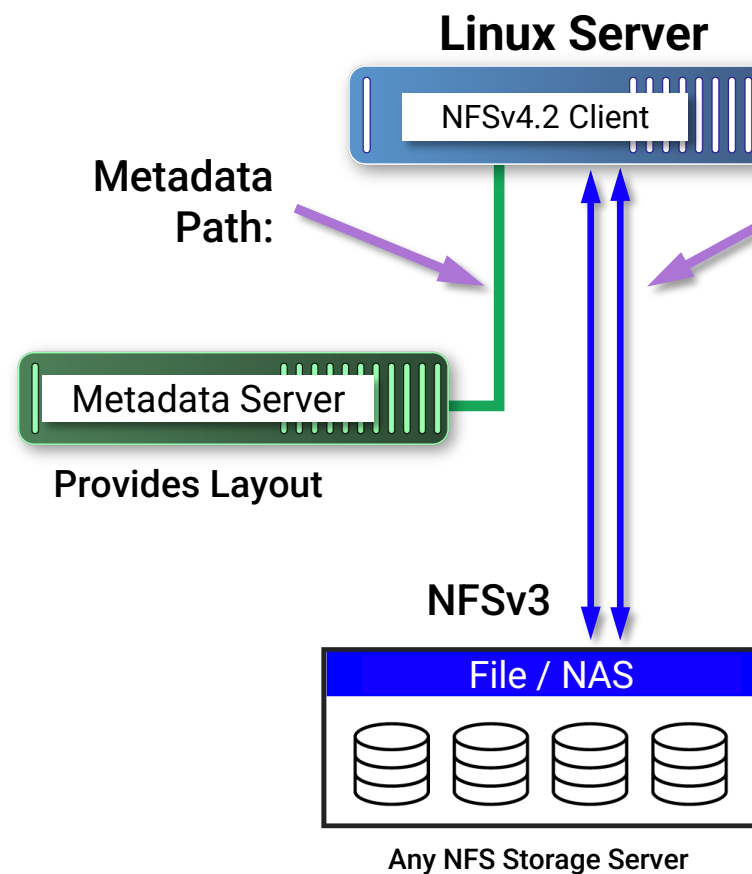 Linux Server
NFSv4.2 Client
Metadata
Path:
Metadata Server
Provides Layout
NFSv3
File / NAS
Any NFS Storage Server